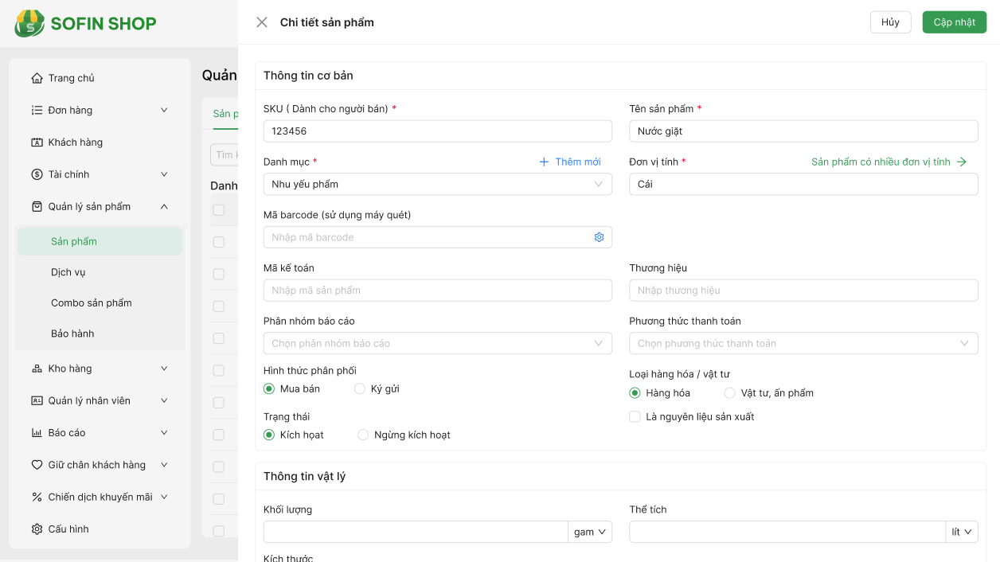 SOFIN SHOP
Trang chủ
Đơn hàng
Khách hàng
Tài chính
Quản lý sản phẩm
Sản phẩm
Dịch vụ
Combo sản phẩm
Bảo hành
Kho hàng
Quản lý nhân viên
Báo cáo
Giữ chân khách hàng
Chiến dịch khuyến mãi
Cấu hình
Quản
Sản p
Tìm k
Danh
Chi tiết sản phẩm
Hủy
Cập nhật
Thông tin cơ bản
SKU ( Dành cho người bán) *
123456
Tên sản phẩm *
Nước giặt
Danh mục *
Thêm mới
Nhu yếu phẩm
Đơn vị tính *
Sản phẩm có nhiều đơn vị tính
Cái
Mã barcode (sử dụng máy quét)
Nhập mã barcode
Mã kế toán
Nhập mã sản phẩm
Thương hiệu
Nhập thương hiệu
Phân nhóm báo cáo
Chọn phân nhóm báo cáo
Phương thức thanh toán
Chọn phương thức thanh toán
Hình thức phân phối
Mua bán
Ký gửi
Loại hàng hóa / vật tư
Hàng hóa
Vật tư, ấn phẩm
Là nguyên liệu sản xuất
Trạng thái
Kích họat
Ngừng kích hoạt
Thông tin vật lý
Khối lượng
gam
Thể tích
lít
Kích thước